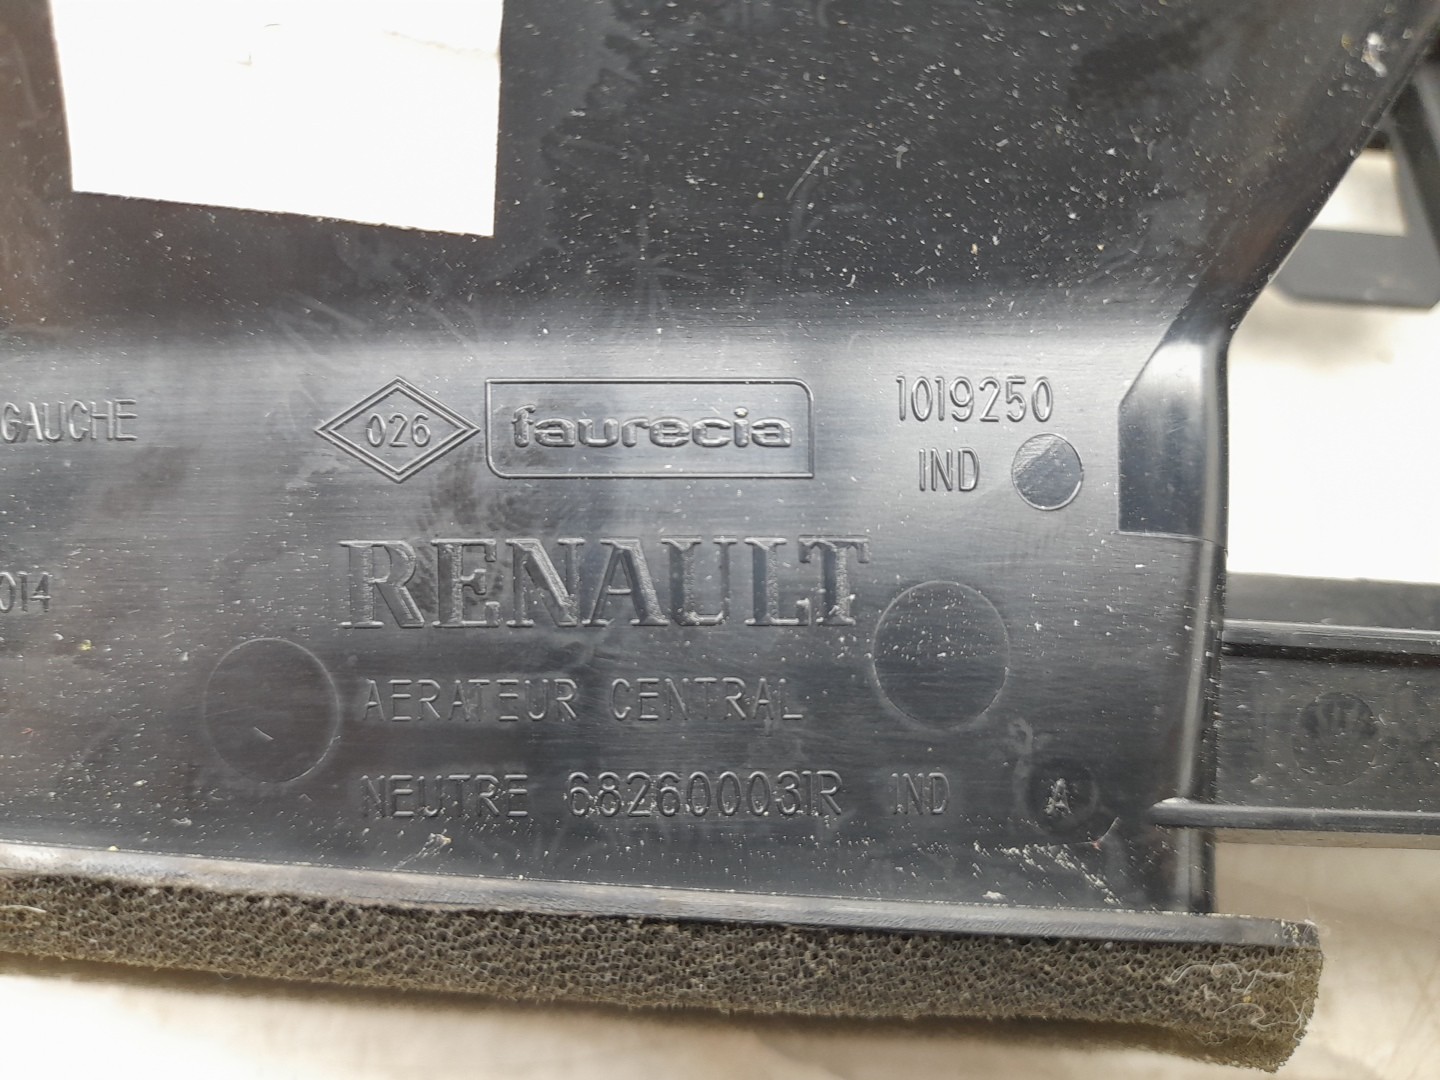 GAUCHE
026
faurecia
1019250
IND
RENAULT
014
AERATEUR CENTRAL
NEUTRE 682600031R IND A